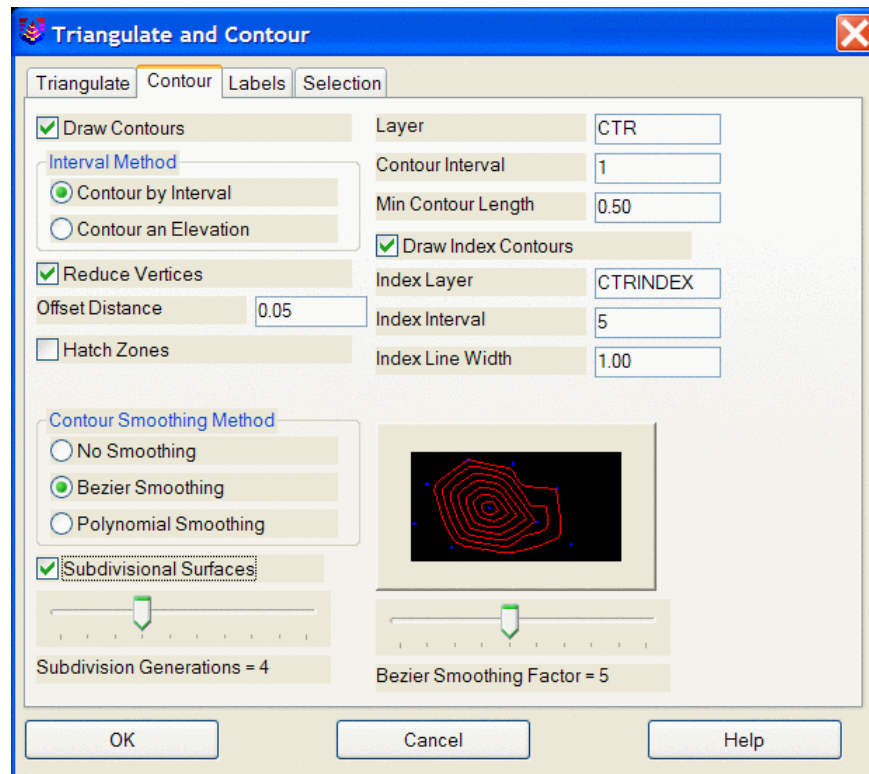 Triangulate and Contour
Triangulate Contour Labels Selection
Draw Contours
Interval Method
Contour by Interval
Contour an Elevation
Reduce Vertices
Offset Distance 0.05
Hatch Zones
Layer CTR
Contour Interval 1
Min Contour Length 0.50
Draw Index Contours
Index Layer CTRINDEX
Index Interval 5
Index Line Width 1.00
Contour Smoothing Method
No Smoothing
Bezier Smoothing
Polynomial Smoothing
Subdivisional Surfaces
Subdivision Generations = 4
Bezier Smoothing Factor = 5
OK Cancel Help